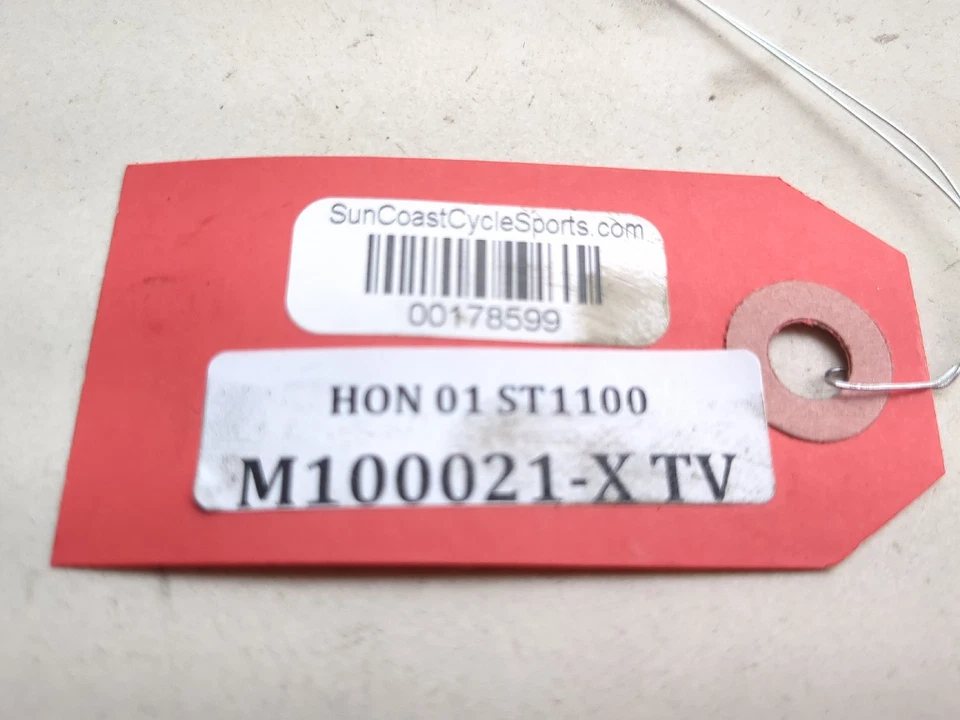 SunCoastCycleSports.com
00178599
HON 01 ST1100
M100021-X TV